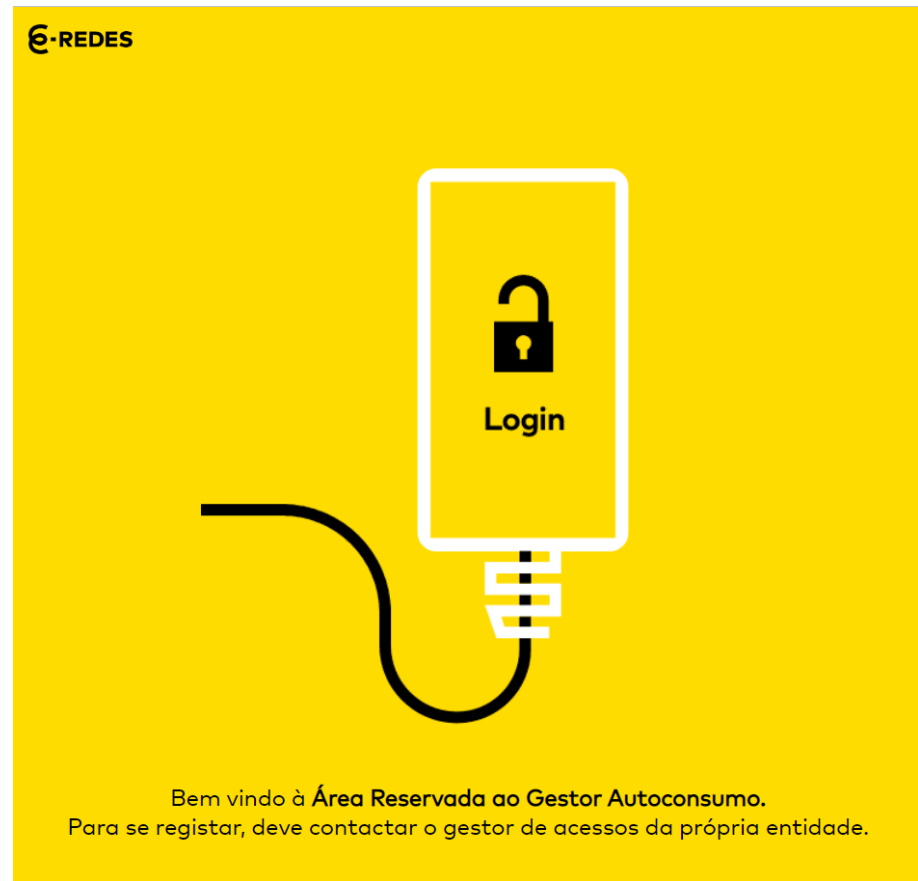 E-REDES
Login
Bem vindo à Área Reservada ao Gestor Autoconsumo.
Para se registar, deve contactar o gestor de acessos da própria entidade.